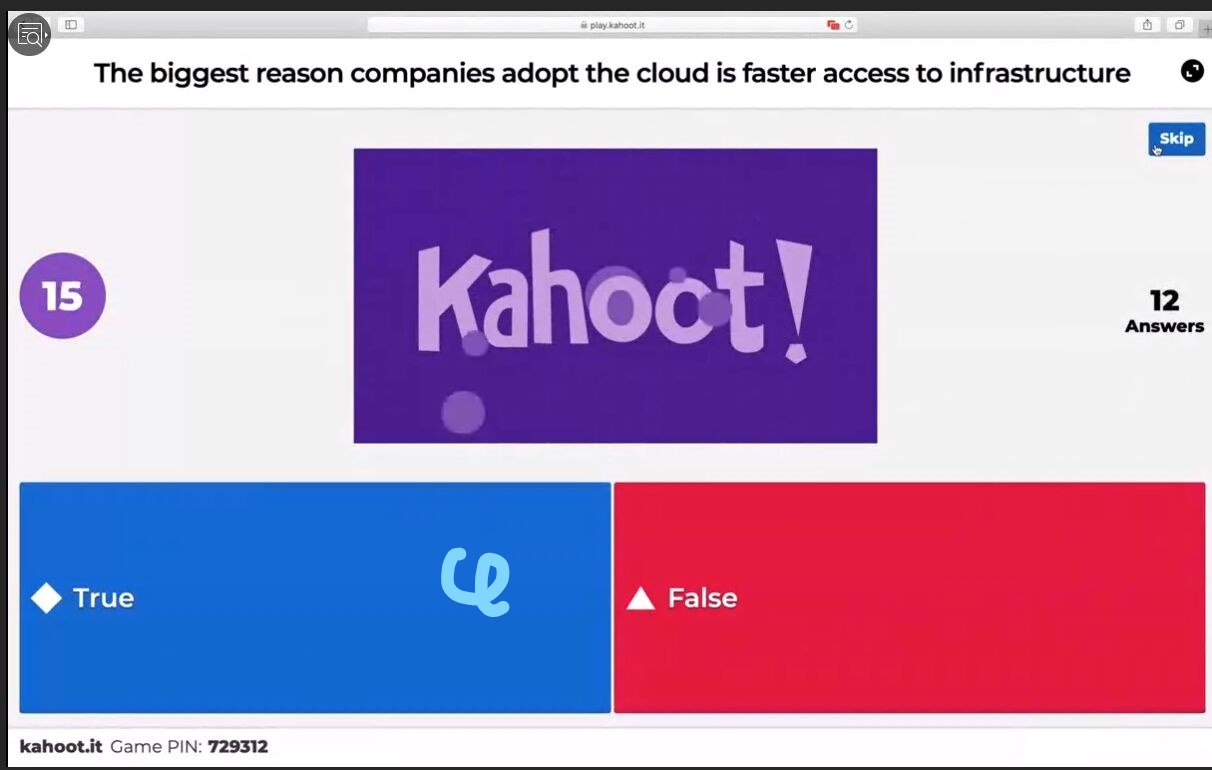 play.kahoot.it
The biggest reason companies adopt the cloud is faster access to infrastructure
Skip
Kahoot!
15
12
Answers
True
False
kahoot.it Game PIN: 729312